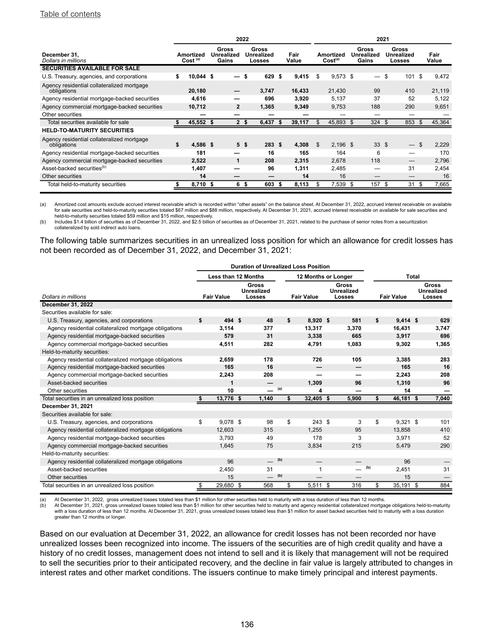 Table of contents
2022 2021
December 31, Amortized Gross Unrealized Gross Unrealized Fair Amortized Gross Unrealized Gross Unrealized Fair
Dollars in millions Cost (a) Gains Losses Value Cost(a) Gains Losses Value
SECURITIES AVAILABLE FOR SALE
U.S. Treasury, agencies, and corporations $ 10,044 $ — $ 629 $ 9,415 $ 9,573 $ — $ 101 $ 9,472
Agency residential collateralized mortgage
obligations 20,180 — 3,747 16,433 21,430 99 410 21,119
Agency residential mortgage-backed securities 4,616 — 696 3,920 5,137 37 52 5,122
Agency commercial mortgage-backed securities 10,712 2 1,365 9,349 9,753 188 290 9,651
Other securities — — — — — — — —
Total securities available for sale $ 45,552 $ 2 $ 6,437 $ 39,117 $ 45,893 $ 324 $ 853 $ 45,364
HELD-TO-MATURITY SECURITIES
Agency residential collateralized mortgage
obligations $ 4,586 $ 5 $ 283 $ 4,308 $ 2,196 $ 33 $ — $ 2,229
Agency residential mortgage-backed securities 181 — 16 165 164 6 — 170
Agency commercial mortgage-backed securities 2,522 1 208 2,315 2,678 118 — 2,796
Asset-backed securities(b) 1,407 — 96 1,311 2,485 — 31 2,454
Other securities 14 — — 14 16 — — 16
Total held-to-maturity securities $ 8,710 $ 6 $ 603 $ 8,113 $ 7,539 $ 157 $ 31 $ 7,665
(a) Amortized cost amounts exclude accrued interest receivable which is recorded within "other assets" on the balance sheet. At December 31, 2022, accrued interest receivable on available
for sale securities and held-to-maturity securities totaled $67 million and $88 million, respectively. At December 31, 2021, accrued interest receivable on available for sale securities and
held-to-maturity securities totaled $59 million and $15 million, respectively.
(b) Includes $1.4 billion of securities as of December 31, 2022, and $2.5 billion of securities as of December 31, 2021, related to the purchase of senior notes from a securitization
collateralized by sold indirect auto loans.
The following table summarizes securities in an unrealized loss position for which an allowance for credit losses has
not been recorded as of December 31, 2022, and December 31, 2021:
Duration of Unrealized Loss Position
Less than 12 Months 12 Months or Longer Total
Dollars in millions Fair Value Gross Unrealized Losses Fair Value Gross Unrealized Losses Fair Value Gross Unrealized Losses
December 31, 2022
Securities available for sale:
U.S. Treasury, agencies, and corporations $ 494 $ 48 $ 8,920 $ 581 $ 9,414 $ 629
Agency residential collateralized mortgage obligations 3,114 377 13,317 3,370 16,431 3,747
Agency residential mortgage-backed securities 579 31 3,338 665 3,917 696
Agency commercial mortgage-backed securities 4,511 282 4,791 1,083 9,302 1,365
Held-to-maturity securities:
Agency residential collateralized mortgage obligations 2,659 178 726 105 3,385 283
Agency residential mortgage-backed securities 165 16 — — 165 16
Agency commercial mortgage-backed securities 2,243 208 — — 2,243 208
Asset-backed securities 1 — 1,309 96 1,310 96
Other securities 10 — (a) 4 — 14 —
Total securities in an unrealized loss position $ 13,776 $ 1,140 $ 32,405 $ 5,900 $ 46,181 $ 7,040
December 31, 2021
Securities available for sale:
U.S. Treasury, agencies, and corporations $ 9,078 $ 98 $ 243 $ 3 $ 9,321 $ 101
Agency residential collateralized mortgage obligations 12,603 315 1,255 95 13,858 410
Agency residential mortgage-backed securities 3,793 49 178 3 3,971 52
Agency commercial mortgage-backed securities 1,645 75 3,834 215 5,479 290
Held-to-maturity securities:
Agency residential collateralized mortgage obligations 96 — (b) — — 96 —
Asset-backed securities 2,450 31 1 — (b) 2,451 31
Other securities 15 — (b) — — 15 —
Total securities in an unrealized loss position $ 29,680 $ 568 $ 5,511 $ 316 $ 35,191 $ 884
(a) At December 31, 2022, gross unrealized losses totaled less than $1 million for other securities held to maturity with a loss duration of less than 12 months.
(b) At December 31, 2021, gross unrealized losses totaled less than $1 million for other securities held to maturity and agency residential collateralized mortgage obligations held-to-maturity
with a loss duration of less than 12 months. At December 31, 2021, gross unrealized losses totaled less than $1 million for asset backed securities held to maturity with a loss duration
greater than 12 months or longer.
Based on our evaluation at December 31, 2022, an allowance for credit losses has not been recorded nor have
unrealized losses been recognized into income. The issuers of the securities are of high credit quality and have a
history of no credit losses, management does not intend to sell and it is likely that management will not be required
to sell the securities prior to their anticipated recovery, and the decline in fair value is largely attributed to changes in
interest rates and other market conditions. The issuers continue to make timely principal and interest payments.
136